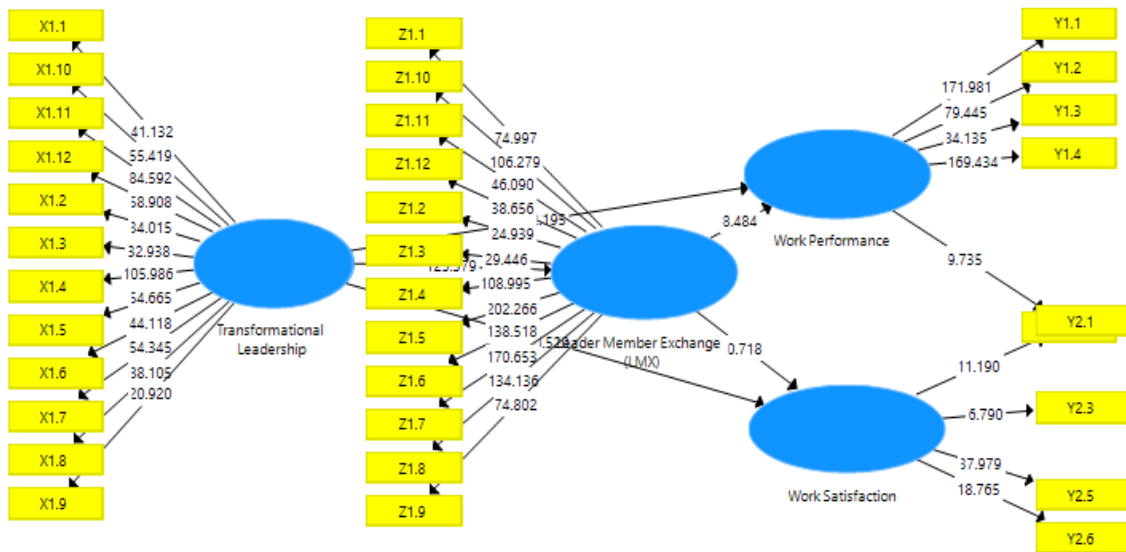 X1.1
X1.10
X1.11
X1.12
X1.2
X1.3
X1.4
X1.5
X1.6
X1.7
X1.8
X1.9
41.132
55.419
84.592
58.908
34.015
32.938
105.986
54.665
44.118
54.345
38.105
20.920
Transformational
Leadership
Z1.1
Z1.10
Z1.11
Z1.12
Z1.2
Z1.3
Z1.4
Z1.5
Z1.6
Z1.7
Z1.8
Z1.9
74.997
106.279
46.090
38.656
24.939
29.446
108.995
202.266
138.518
170.653
134.136
74.802
Leader Member Exchange
(LMX)
8.484
0.718
Work Performance
171.981
79.445
34.135
169.434
9.735
Y1.1
Y1.2
Y1.3
Y1.4
Work Satisfaction
11.190
6.790
37.979
18.765
Y2.1
Y2.3
Y2.5
Y2.6